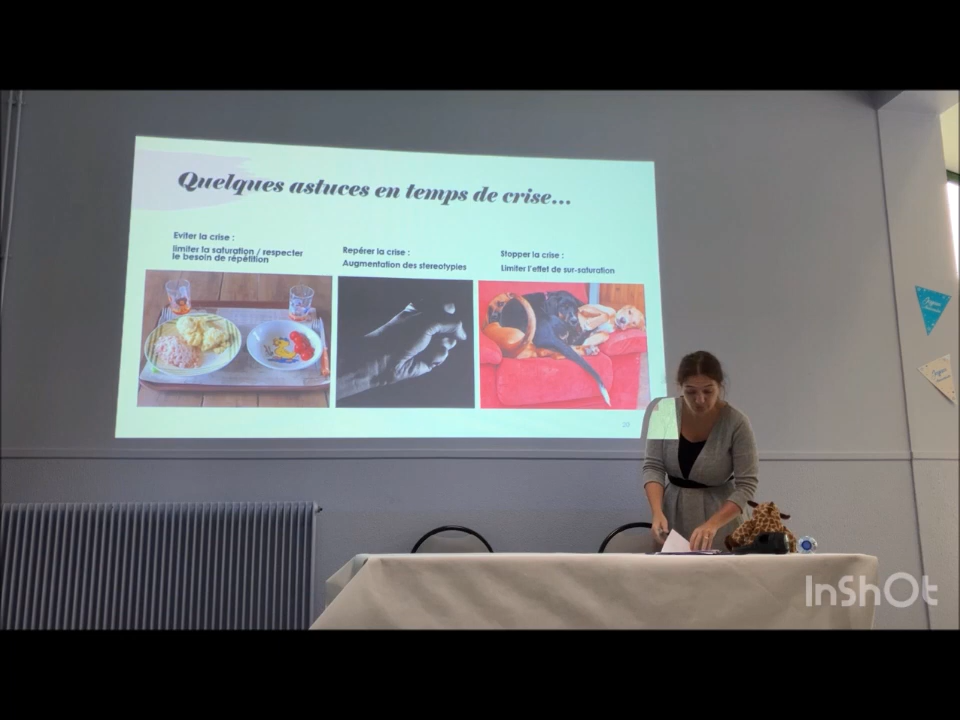 Quelques astuces en temps de crise...
Eviter la crise :
limiter la saturation / respecter
le besoin de répétition
Repérer la crise :
Augmentation des stereotypies
Stopper la crise :
Limiter l'effet de sur-saturation
InShOt